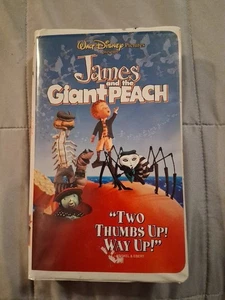 Walt Disney Pictures
James
and the
Giant PEACH
"Two
Thumbs Up!
Way Up!"